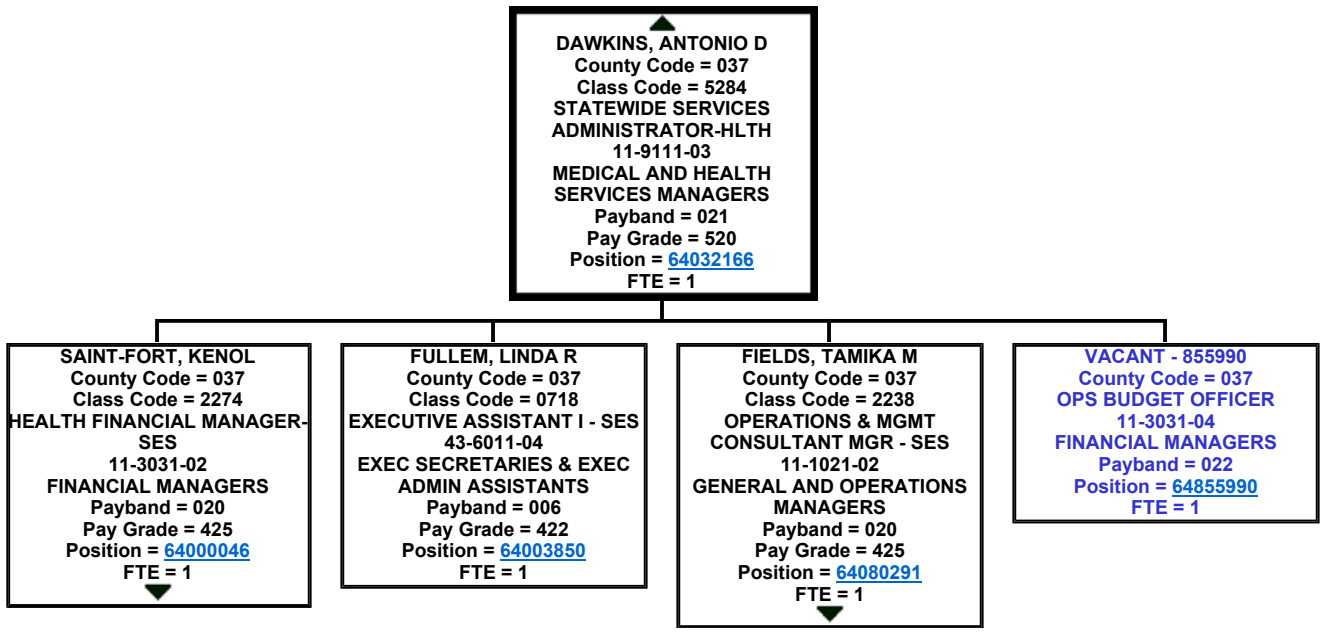 DAWKINS, ANTONIO D
County Code = 037
Class Code = 5284
STATEWIDE SERVICES
ADMINISTRATOR-HLTH
11-9111-03
MEDICAL AND HEALTH
SERVICES MANAGERS
Payband = 021
Pay Grade = 520
Position = 64032166
FTE = 1
SAINT-FORT, KENOL
County Code = 037
Class Code = 2274
HEALTH FINANCIAL MANAGER-
SES
11-3031-02
FINANCIAL MANAGERS
Payband = 020
Pay Grade = 425
Position = 64000046
FTE = 1
FULLEM, LINDA R
County Code = 037
Class Code = 0718
EXECUTIVE ASSISTANT I - SES
43-6011-04
EXEC SECRETARIES & EXEC
ADMIN ASSISTANTS
Payband = 006
Pay Grade = 422
Position = 64003850
FTE = 1
FIELDS, TAMIKA M
County Code = 037
Class Code = 2238
OPERATIONS & MGMT
CONSULTANT MGR - SES
11-1021-02
GENERAL AND OPERATIONS
MANAGERS
Payband = 020
Pay Grade = 425
Position = 64080291
FTE = 1
VACANT - 855990
County Code = 037
OPS BUDGET OFFICER
11-3031-04
FINANCIAL MANAGERS
Payband = 022
Position = 64855990
FTE = 1